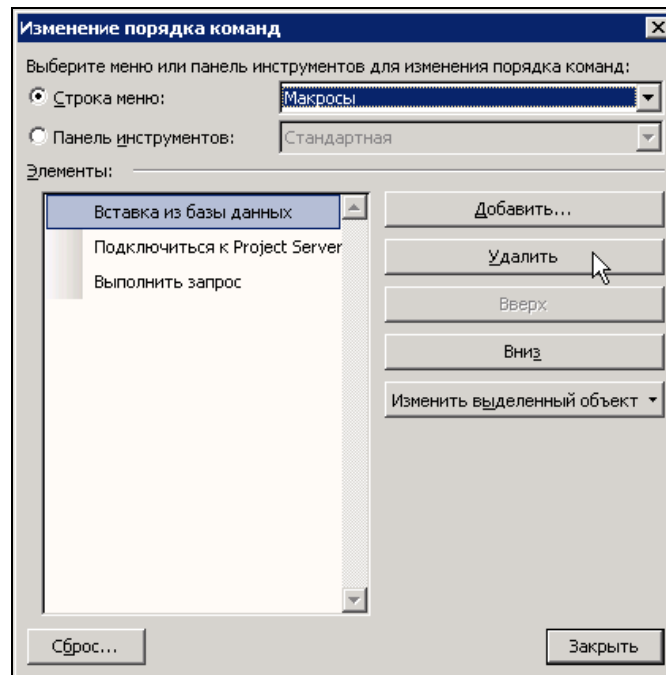 Изменение порядка команд
Выберите меню или панель инструментов для изменения порядка команд:
Строка меню: Макросы
Панель инструментов: Стандартная
Элементы:
Вставка из базы данных
Подключиться к Project Server
Выполнить запрос
Добавить...
Удалить
Вверх
Вниз
Изменить выделенный объект
Сброс...
Закрыть